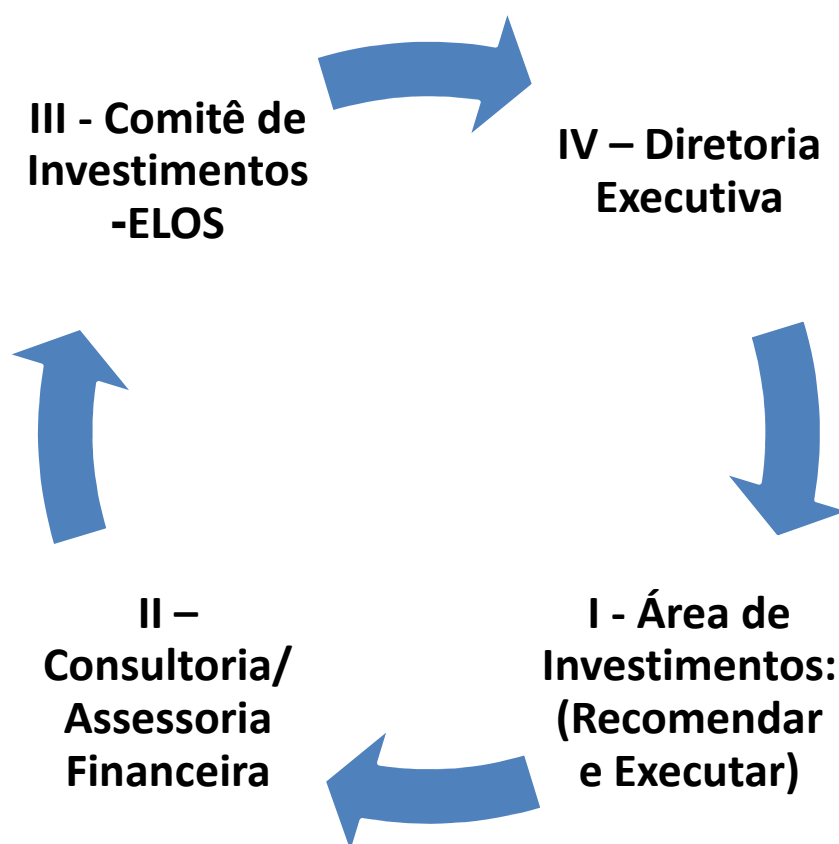 III - Comitê de
Investimentos
-ELOS
IV – Diretoria
Executiva
II –
Consultoria/
Assessoria
Financeira
I - Área de
Investimentos:
(Recomendar
e Executar)